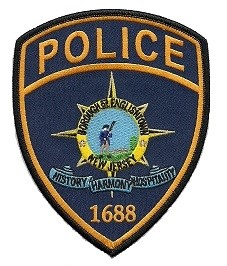 POLICE
BOROUGH OF ENGLISHTOWN
NEW JERSEY
HISTORY HARMONY HOSPITALITY
1688